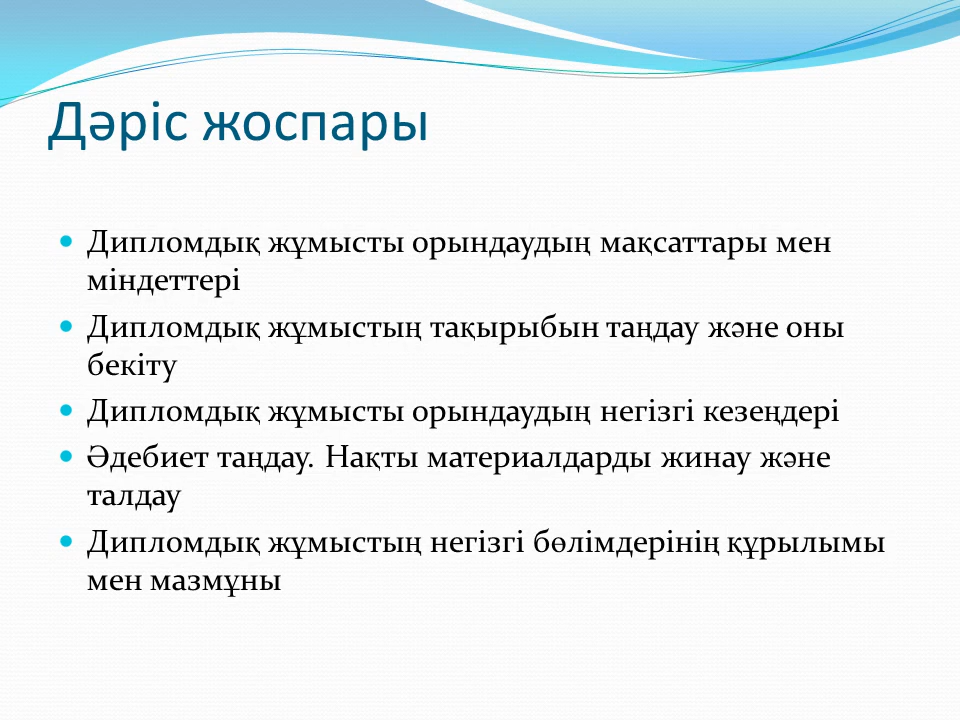 Дәріс жоспары
Дипломдық жұмысты орындаудың мақсаттары мен
міндеттері
Дипломдық жұмыстың тақырыбын таңдау және оны
бекіту
Дипломдық жұмысты орындаудың негізгі кезеңдері
Әдебиет таңдау. Нақты материалдарды жинау және
талдау
Дипломдық жұмыстың негізгі бөлімдерінің құрылымы
мен мазмұны